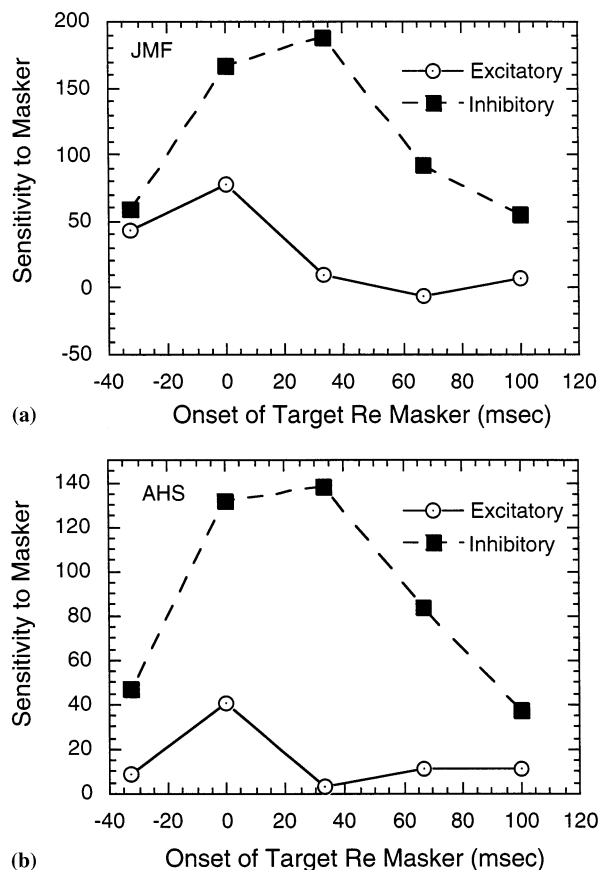 200
JMF
Excitatory
Inhibitory
150
100
50
0
-50
Sensitivity to Masker
-40 -20 0 20 40 60 80 100 120
(a)
Onset of Target Re Masker (msec)
140
AHS
Excitatory
Inhibitory
120
100
80
60
40
20
0
Sensitivity to Masker
-40 -20 0 20 40 60 80 100 120
(b)
Onset of Target Re Masker (msec)